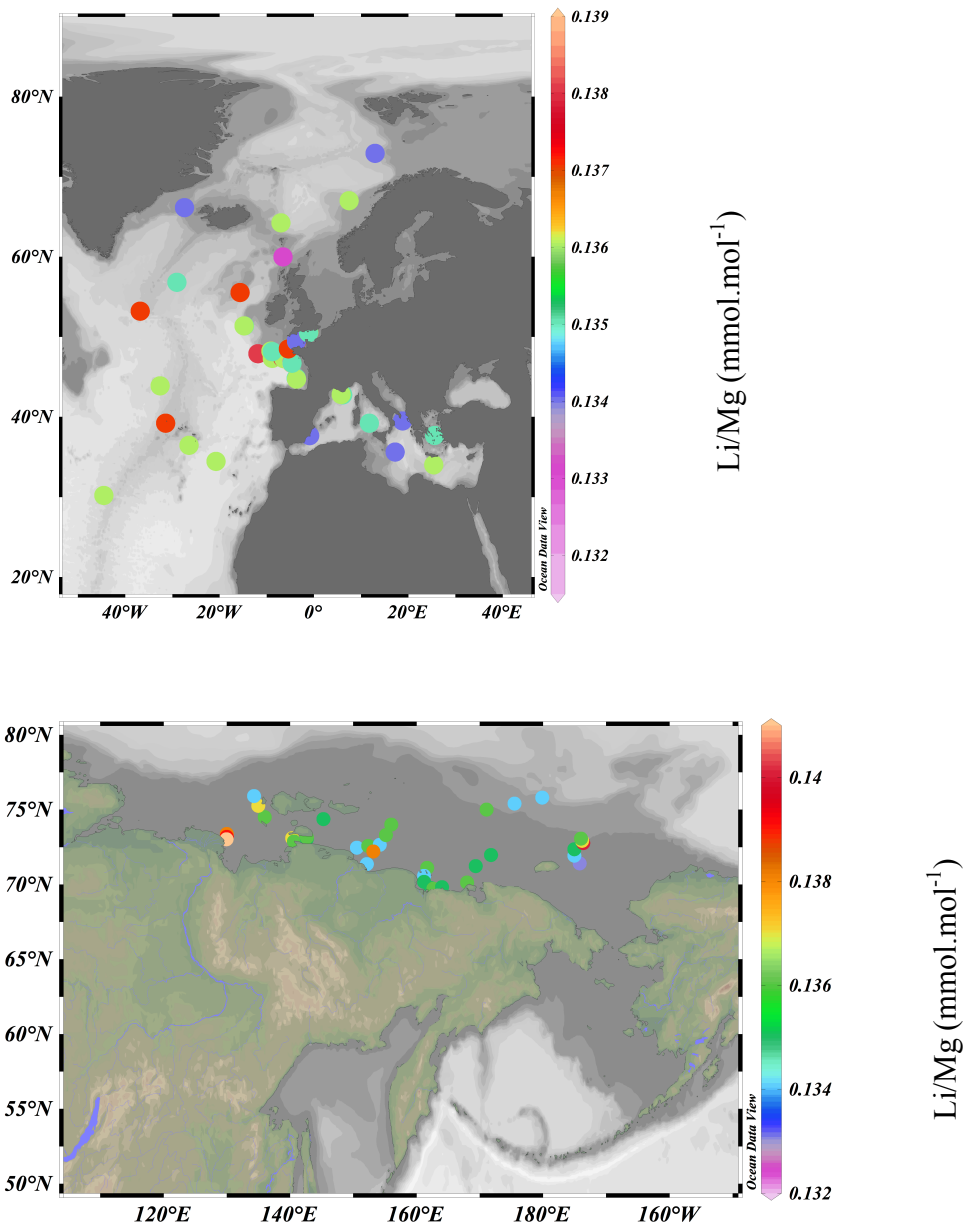 80°N
60°N
40°N
20°N
40°W 20°W 0° 20°E 40°E
Ocean Data View
0.139
0.138
0.137
0.136
0.135
0.134
0.133
0.132
Li/Mg (mmol.mol⁻¹)
80°N
75°N
70°N
65°N
60°N
55°N
50°N
120°E 140°E 160°E 180°E 160°W
Ocean Data View
0.14
0.138
0.136
0.134
0.132
Li/Mg (mmol.mol⁻¹)